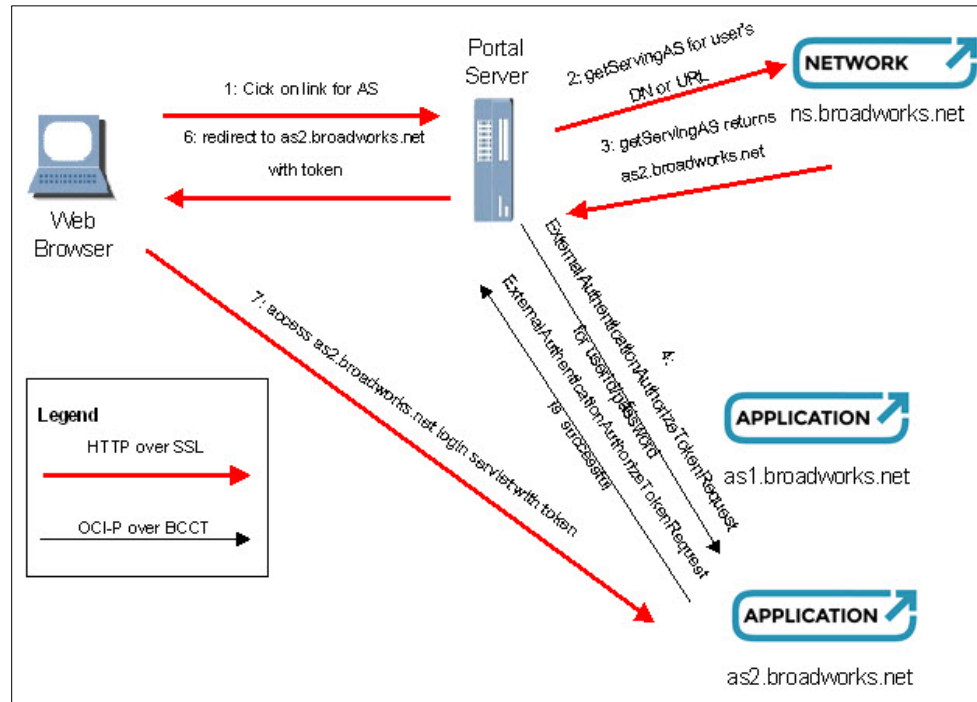 Portal
Server
NETWORK
ns.broadworks.net
1: Cick on link for AS
2: getServingAS for user's
DN or URL
6: redirect to as2.broadworks.net
with token
3: getServingAS returns
as2.broadworks.net
Web
Browser
4:
ExternalAuthenticationAuthorizeTokenRequest
ExternalAuthenticationAuthorizeTokenRequest
is successful
7: access as2.broadworks.net login servlet with token
Legend
HTTP over SSL
OCI-P over BCCT
APPLICATION
as1.broadworks.net
APPLICATION
as2.broadworks.net